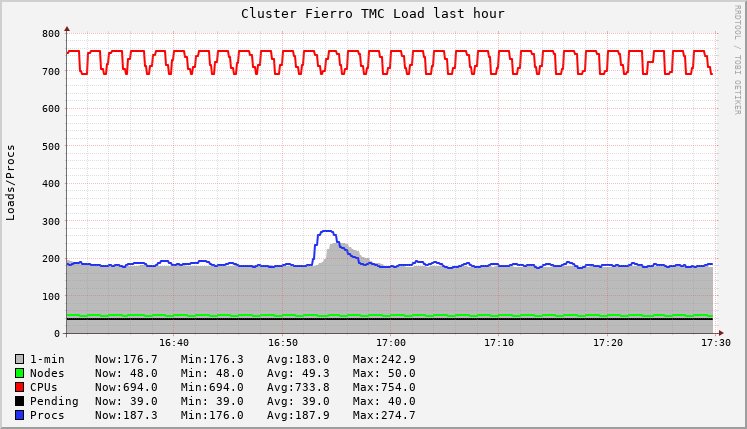 Cluster Fierro TMC Load last hour
RRDTOOL / TOBI OETIKER
Loads/Procs
800
700
600
500
400
300
200
100
0
16:40 16:50 17:00 17:10 17:20 17:30
1-min Now:176.7 Min:176.3 Avg:183.0 Max:242.9
Nodes Now: 48.0 Min: 48.0 Avg: 49.3 Max: 50.0
CPUs Now:694.0 Min:694.0 Avg:733.8 Max:754.0
Pending Now: 39.0 Min: 39.0 Avg: 39.0 Max: 40.0
Procs Now:187.3 Min:176.0 Avg:187.9 Max:274.7